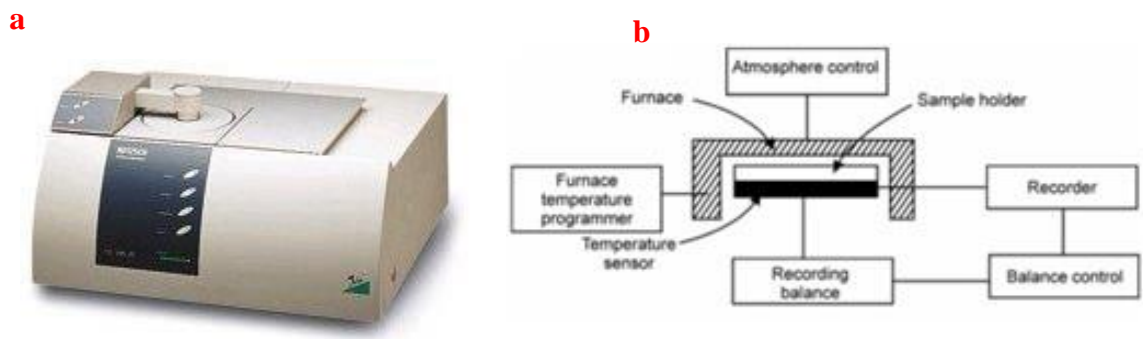 a
b
NETZSCH
Atmosphere control
Furnace
Sample holder
Furnace
temperature
programmer
Recorder
Temperature
sensor
Recording
balance
Balance control